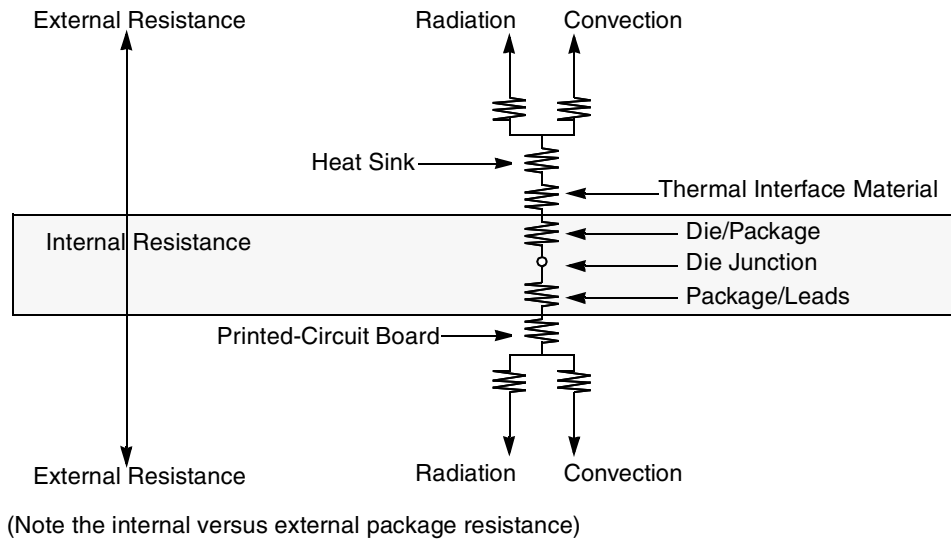 External Resistance
Radiation
Convection
Heat Sink
Thermal Interface Material
Internal Resistance
Die/Package
Die Junction
Package/Leads
Printed-Circuit Board
External Resistance
Radiation
Convection
(Note the internal versus external package resistance)